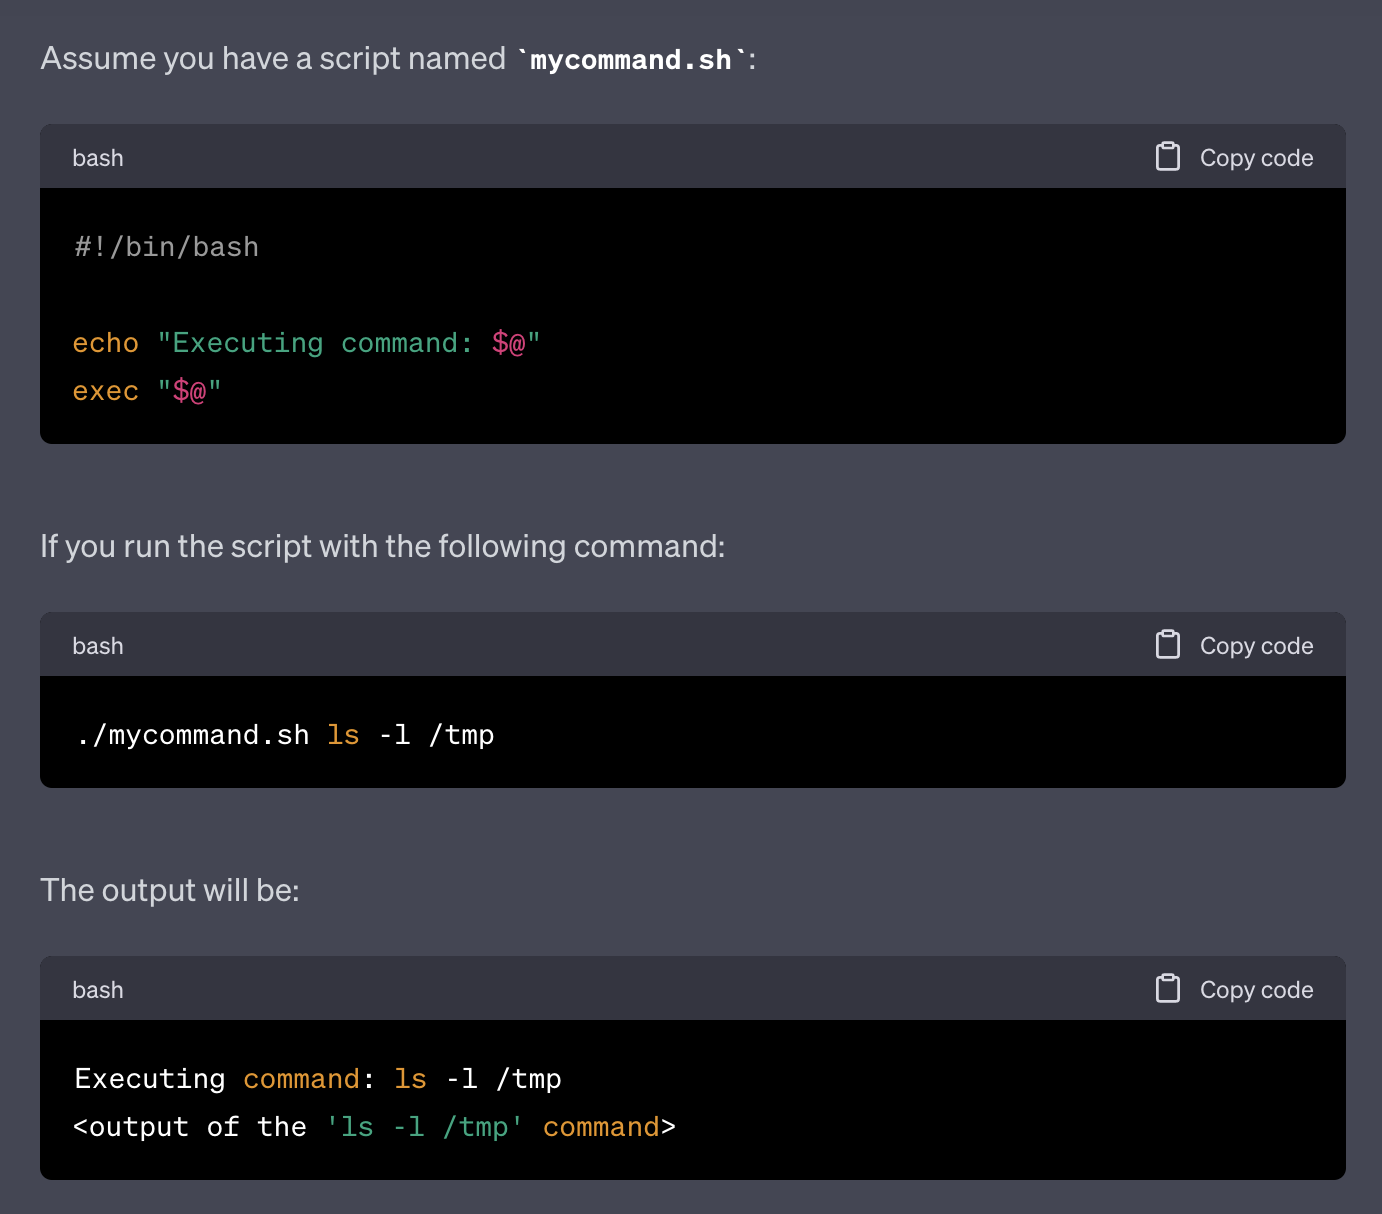 Assume you have a script named `mycommand.sh`:
bash
Copy code
#!/bin/bash
echo "Executing command: $@"
exec "$@"
If you run the script with the following command:
bash
Copy code
./mycommand.sh ls -l /tmp
The output will be:
bash
Copy code
Executing command: ls -l /tmp
<output of the 'ls -l /tmp' command>